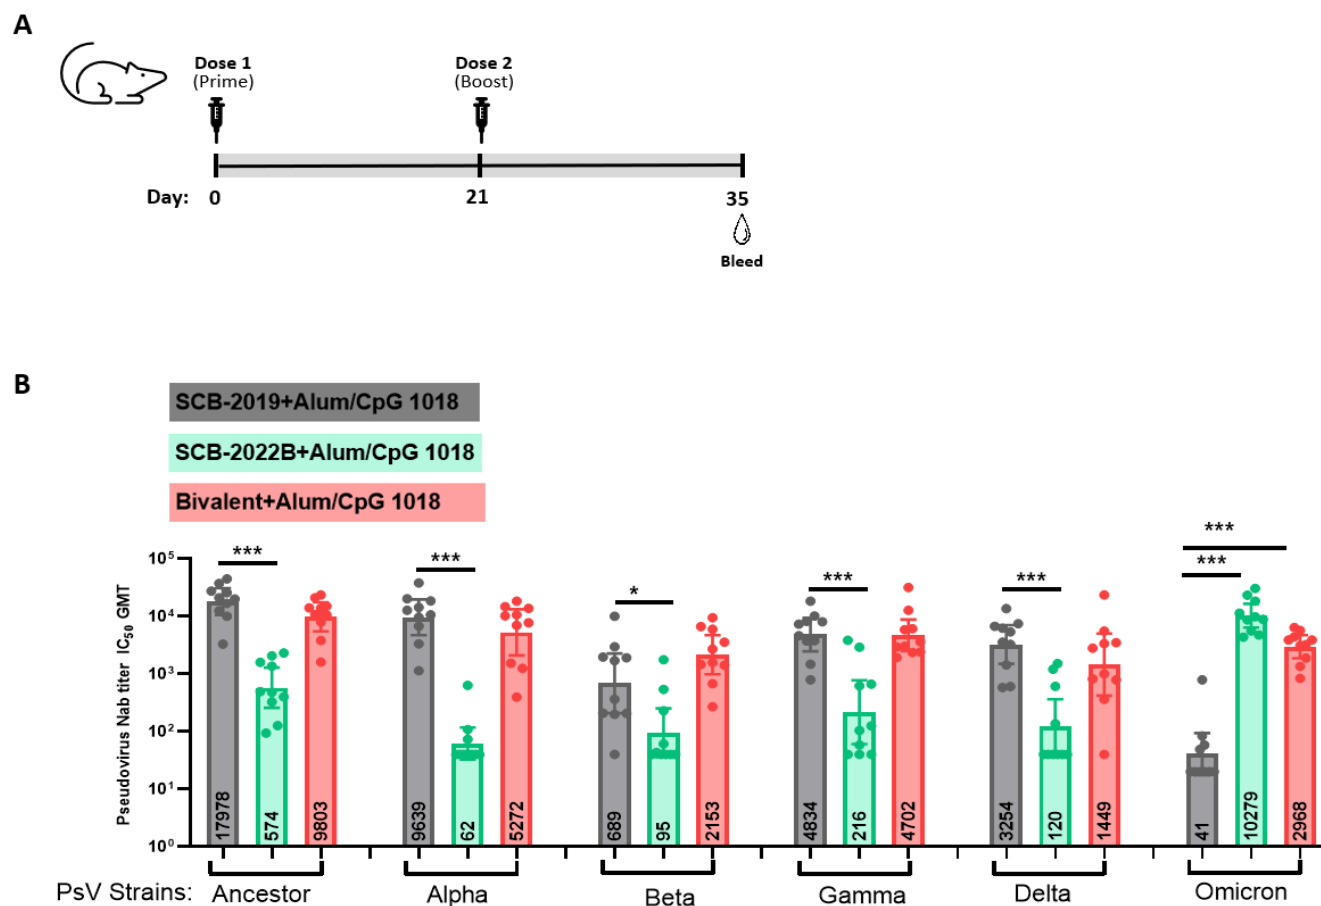 A
Dose 1
(Prime)
Dose 2
(Boost)
Day: 0 21 35
Bleed
B
SCB-2019+Alum/CpG 1018
SCB-2022B+Alum/CpG 1018
Bivalent+Alum/CpG 1018
Pseudovirus Nab titer IC50 GMT
10^5
10^4
10^3
10^2
10^1
10^0
*** *** * *** *** *** ***
17978 574 9803 9639 62 5272 689 95 2153 4834 216 4702 3254 120 1449 41 10279 2968
PsV Strains: Ancestor Alpha Beta Gamma Delta Omicron